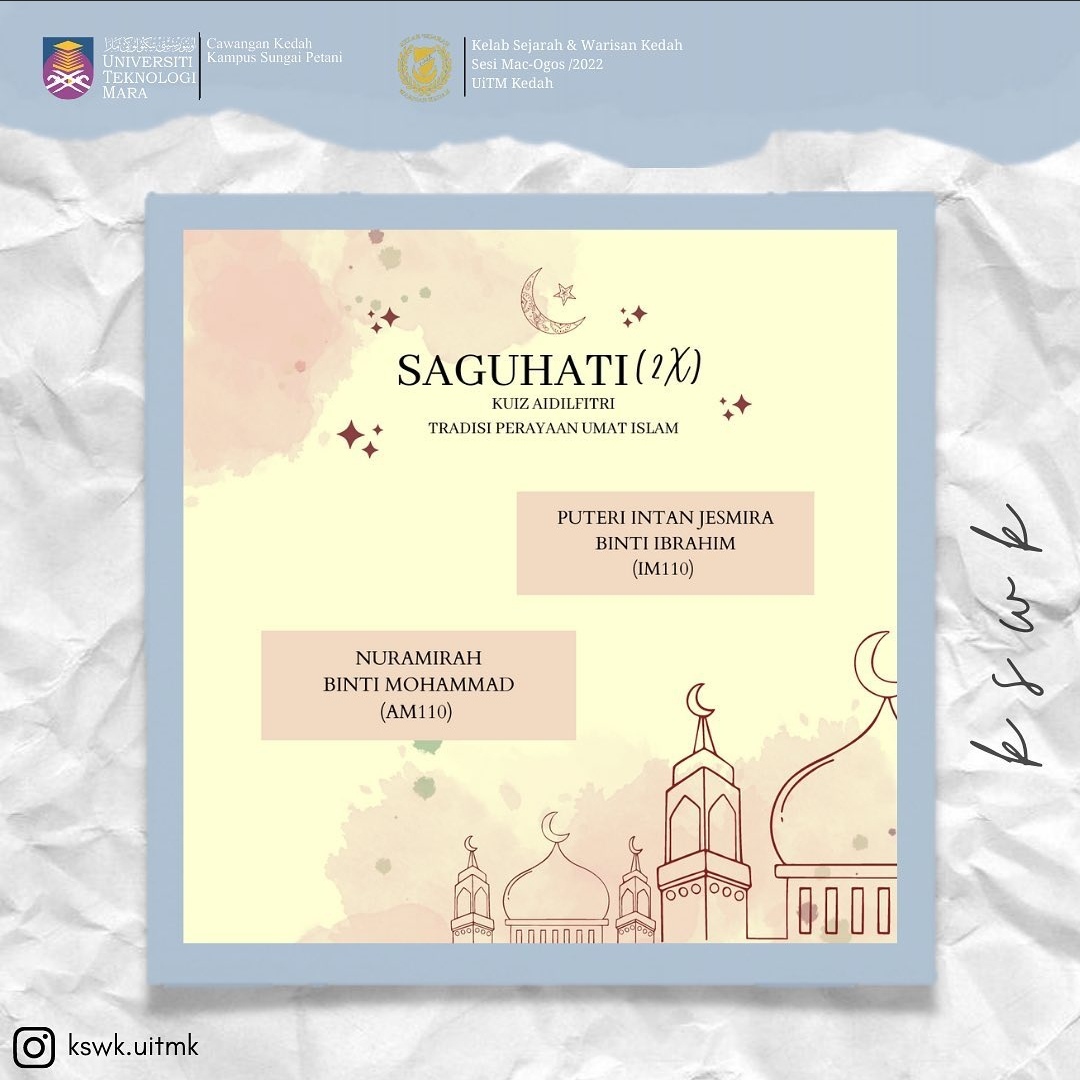 UNIVERSITI
TEKNOLOGI
MARA
Cawangan Kedah
Kampus Sungai Petani
Kelab Sejarah & Warisan Kedah
Sesi Mac-Ogos /2022
UiTM Kedah
SAGUHATI (2X)
KUIZ AIDILFITRI
TRADISI PERAYAAN UMAT ISLAM
PUTERI INTAN JESMIRA
BINTI IBRAHIM
(IM110)
NURAMIRAH
BINTI MOHAMMAD
(AM110)
kswk
kswk.uitmk